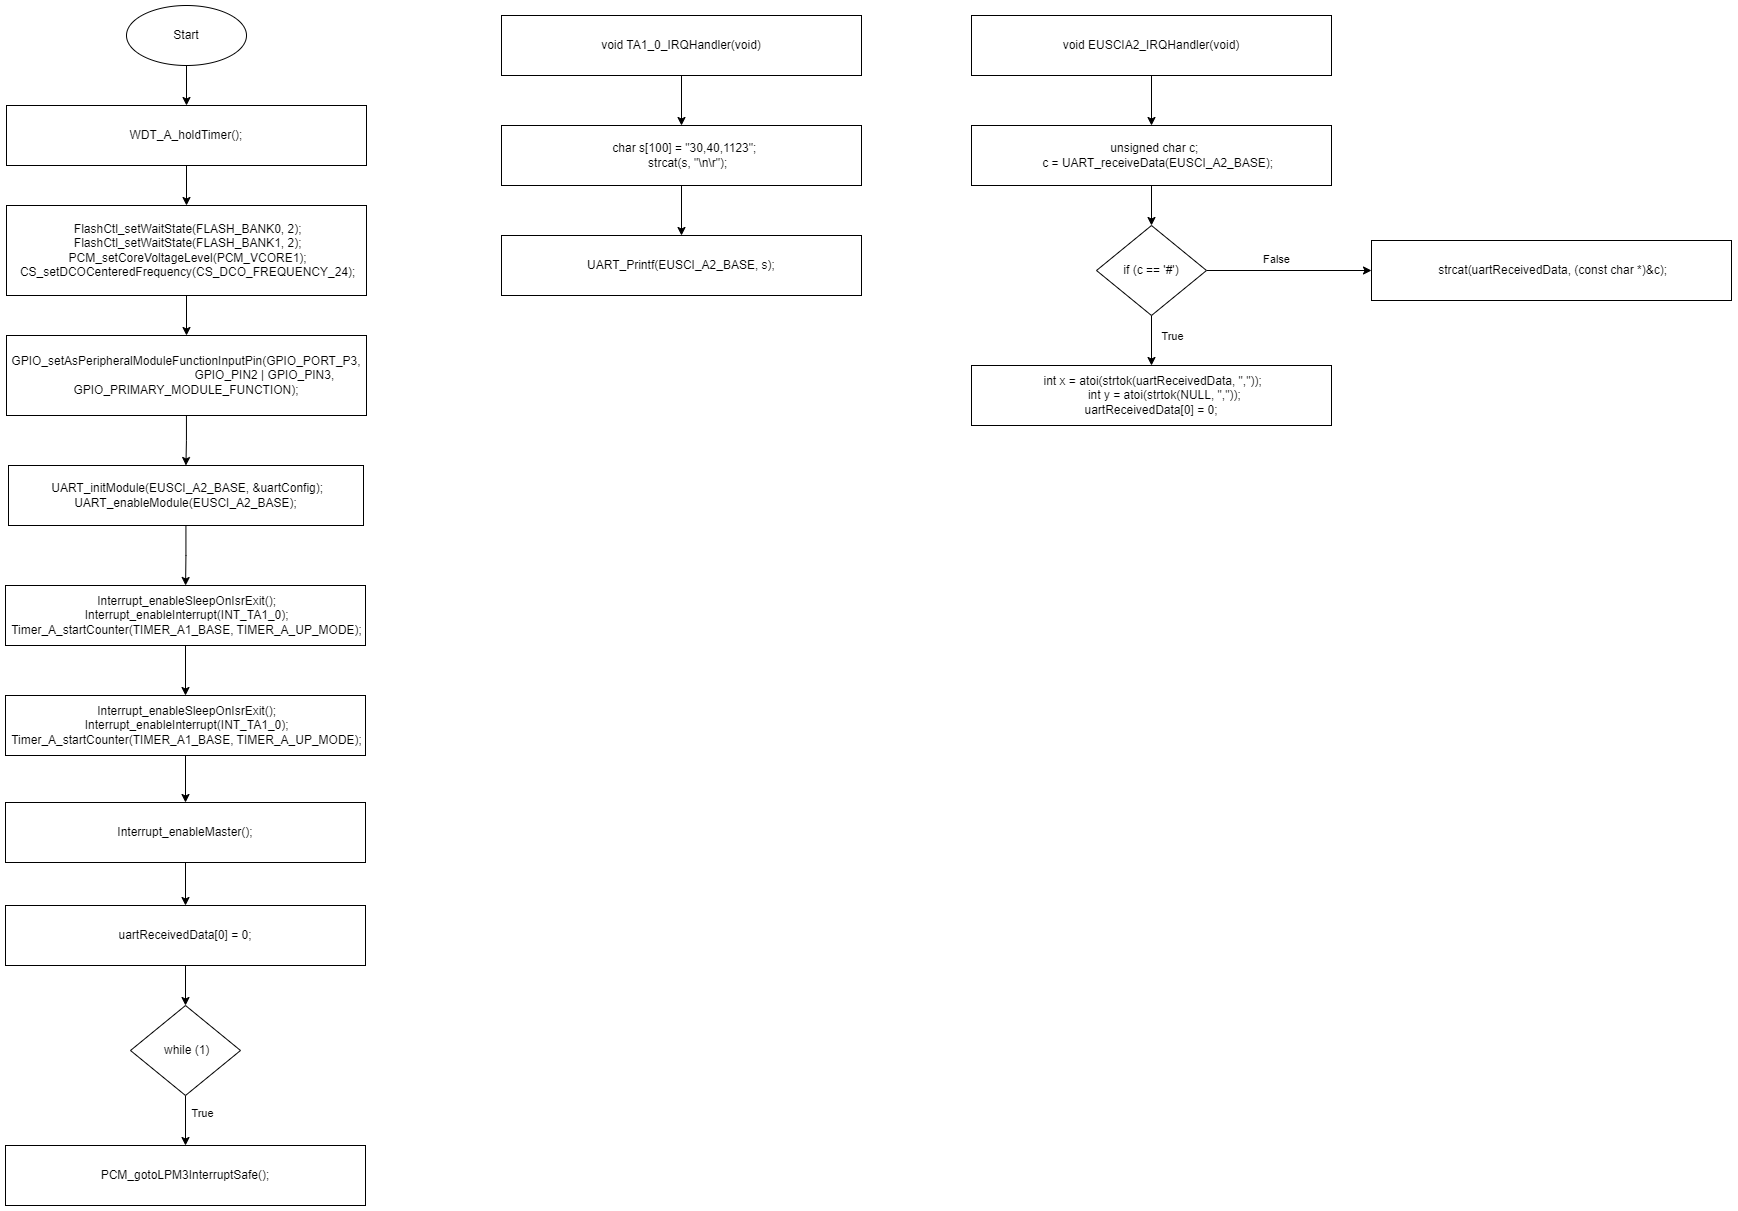 Start
WDT_A_holdTimer();
FlashCtl_setWaitState(FLASH_BANK0, 2);
FlashCtl_setWaitState(FLASH_BANK1, 2);
PCM_setCoreVoltageLevel(PCM_VCORE1);
CS_setDCOCenteredFrequency(CS_DCO_FREQUENCY_24);
GPIO_setAsPeripheralModuleFunctionInputPin(GPIO_PORT_P3,
GPIO_PIN2 | GPIO_PIN3,
GPIO_PRIMARY_MODULE_FUNCTION);
UART_initModule(EUSCI_A2_BASE, &uartConfig);
UART_enableModule(EUSCI_A2_BASE);
Interrupt_enableSleepOnIsrExit();
Interrupt_enableInterrupt(INT_TA1_0);
Timer_A_startCounter(TIMER_A1_BASE, TIMER_A_UP_MODE);
Interrupt_enableSleepOnIsrExit();
Interrupt_enableInterrupt(INT_TA1_0);
Timer_A_startCounter(TIMER_A1_BASE, TIMER_A_UP_MODE);
Interrupt_enableMaster();
uartReceivedData[0] = 0;
while (1)
True
PCM_gotoLPM3InterruptSafe();
void TA1_0_IRQHandler(void)
char s[100] = "30,40,1123";
strcat(s, "\n\r");
UART_Printf(EUSCI_A2_BASE, s);
void EUSCIA2_IRQHandler(void)
unsigned char c;
c = UART_receiveData(EUSCI_A2_BASE);
if (c == '#')
False
strcat(uartReceivedData, (const char *)&c);
True
int x = atoi(strtok(uartReceivedData, ","));
int y = atoi(strtok(NULL, ","));
uartReceivedData[0] = 0;